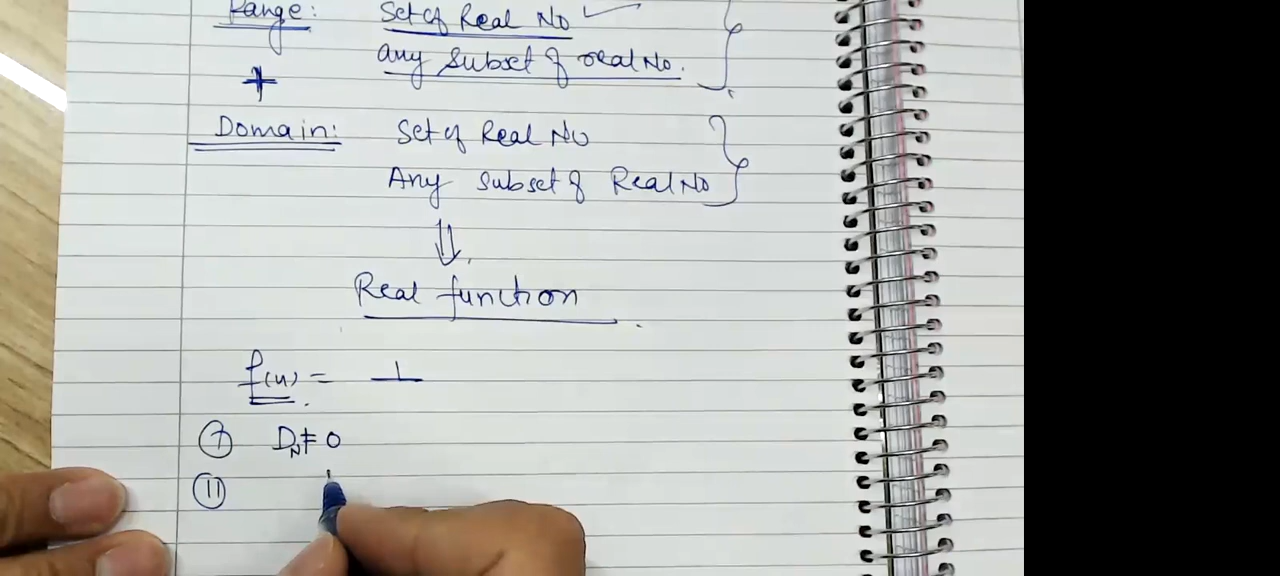 Range: Set of Real No ✓
any Subset of real No.
+
Domain: Set of Real No
Any Subset of Real No
⇓
Real function
f(x) = 1
(i) DN ≠ 0
(ii)